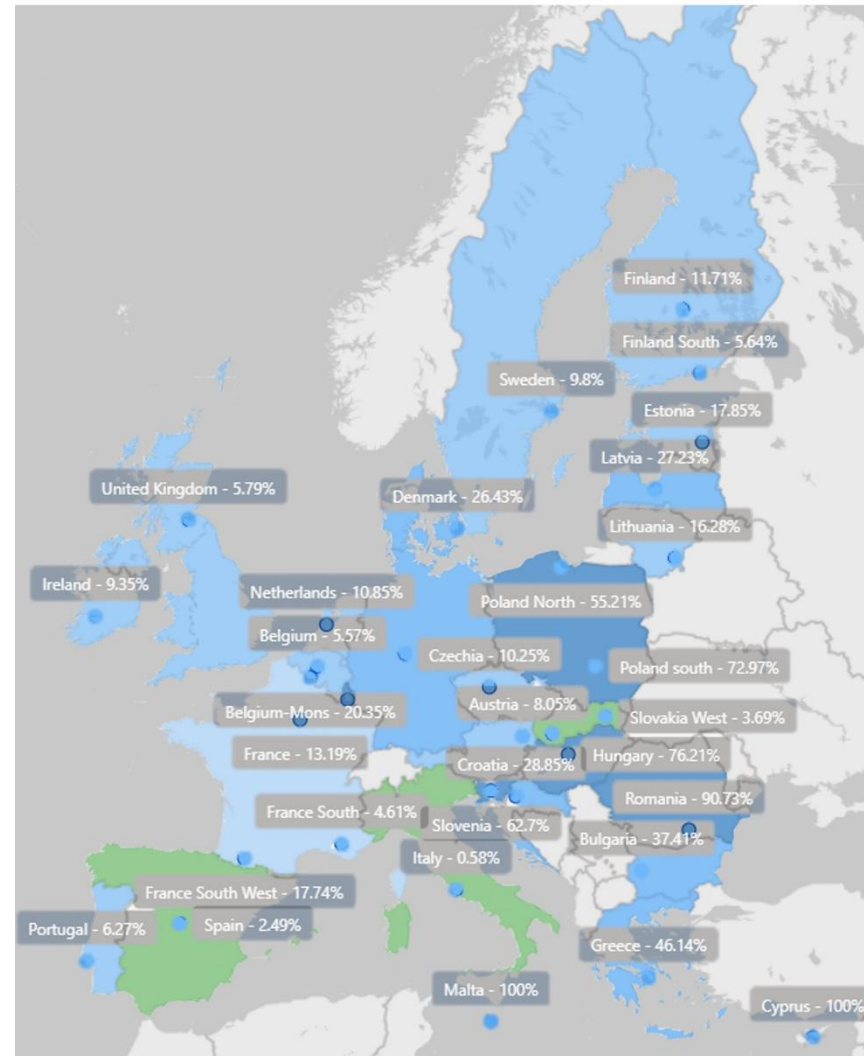 Finland - 11.71%
Finland South - 5.64%
Sweden - 9.8%
Estonia - 17.85%
Latvia - 27.23%
United Kingdom - 5.79%
Denmark - 26.43%
Lithuania - 16.28%
Ireland - 9.35%
Netherlands - 10.85%
Poland North - 55.21%
Belgium - 5.57%
Czechia - 10.25%
Poland south - 72.97%
Austria - 8.05%
Belgium-Mons - 20.35%
Slovakia West - 3.69%
France - 13.19%
Croatia - 28.85%
Hungary - 76.21%
Romania - 90.73%
France South - 4.61%
Slovenia - 62.7%
Bulgaria - 37.41%
Italy - 0.58%
France South West - 17.74%
Portugal - 6.27%
Spain - 2.49%
Greece - 46.14%
Malta - 100%
Cyprus - 100%